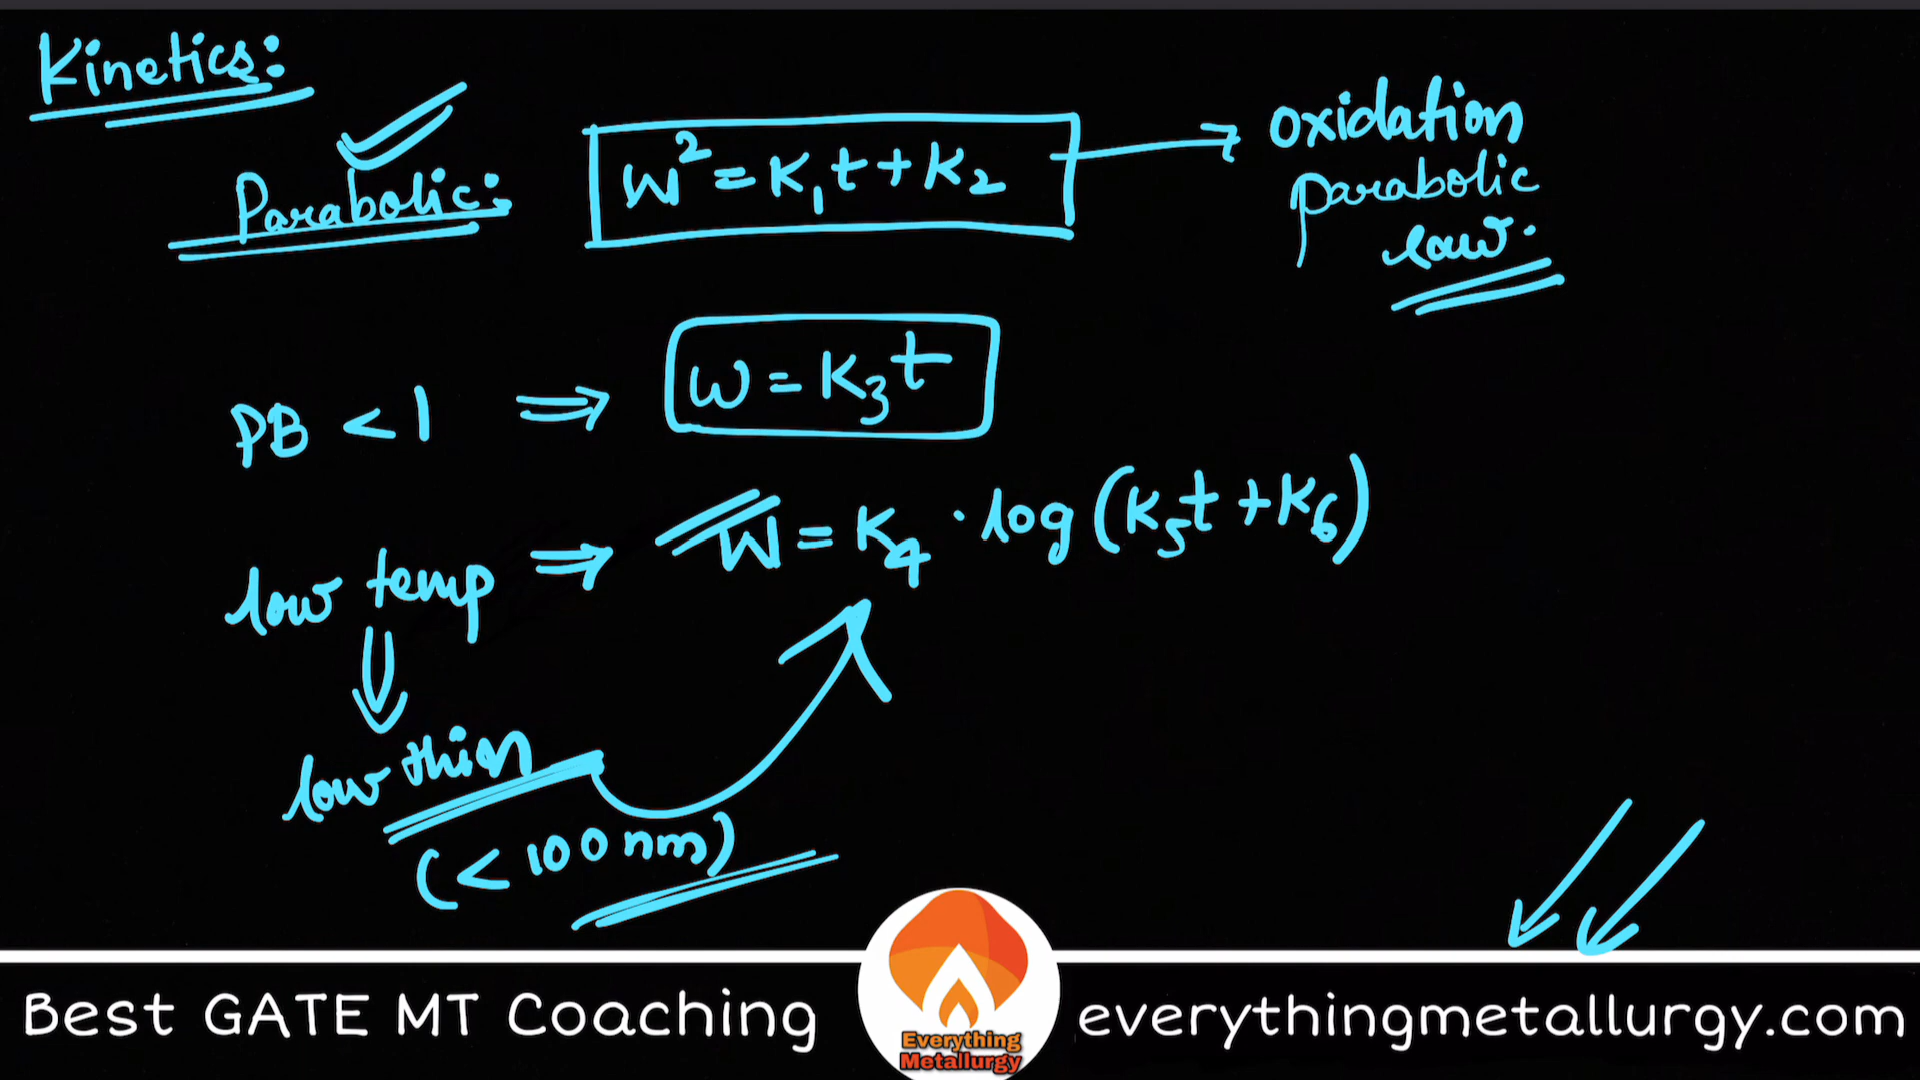 Kinetics:
Parabolic:
W² = K₁t + K₂
oxidation
parabolic
law.
PB < 1 ⇒ W = K₃t
low temp ⇒ W = K₄ · log (K₅t + K₆)
low thien
(< 100 nm)
Best GATE MT Coaching
Everything
Metallurgy
everythingmetallurgy.com